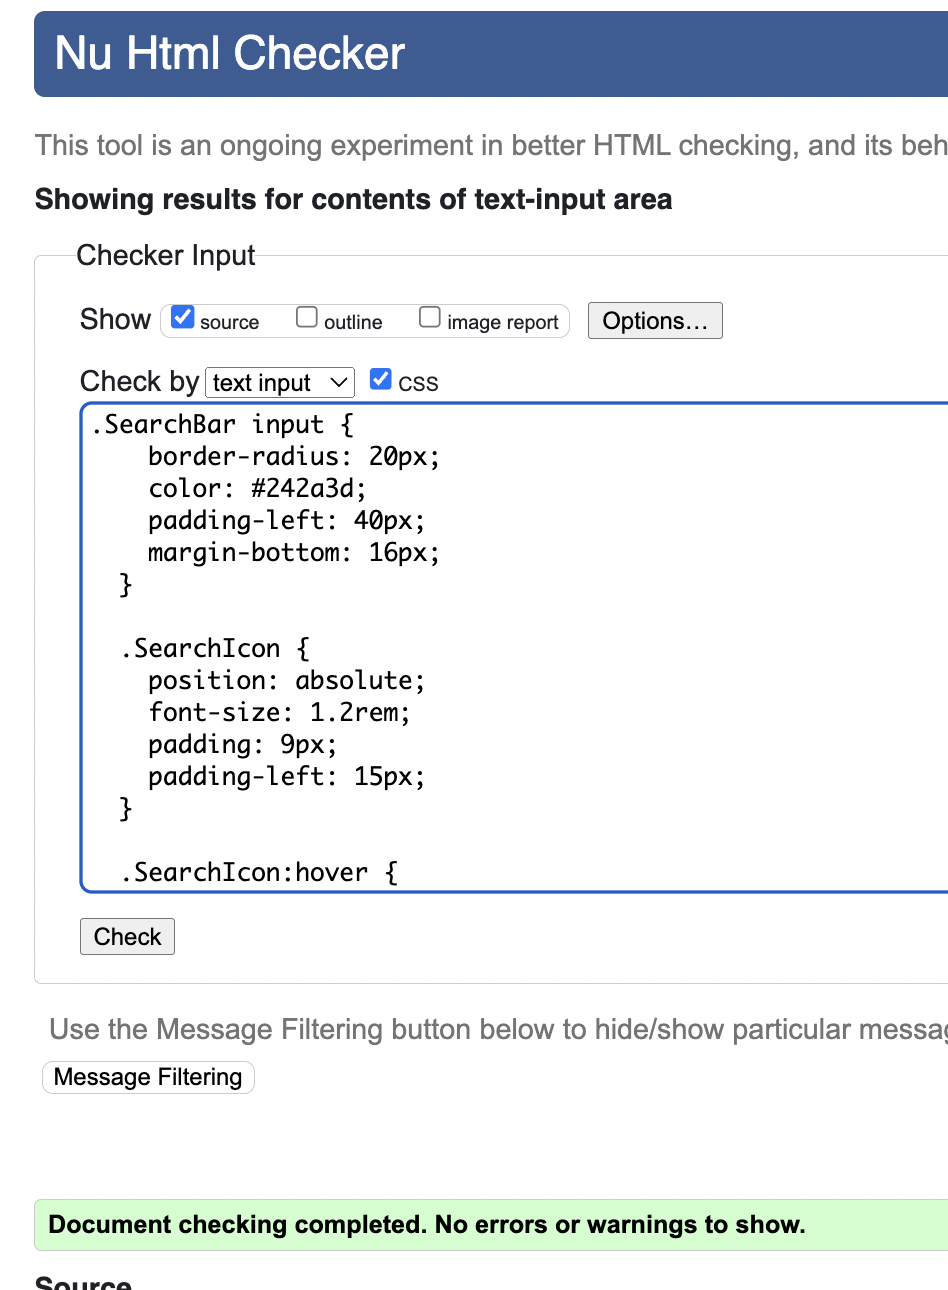 Nu Html Checker
This tool is an ongoing experiment in better HTML checking, and its beh
Showing results for contents of text-input area
Checker Input
Show source outline image report Options...
Check by text input CSS
.SearchBar input {
border-radius: 20px;
color: #242a3d;
padding-left: 40px;
margin-bottom: 16px;
}
.SearchIcon {
position: absolute;
font-size: 1.2rem;
padding: 9px;
padding-left: 15px;
}
.SearchIcon:hover {
Check
Use the Message Filtering button below to hide/show particular messag
Message Filtering
Document checking completed. No errors or warnings to show.
Source